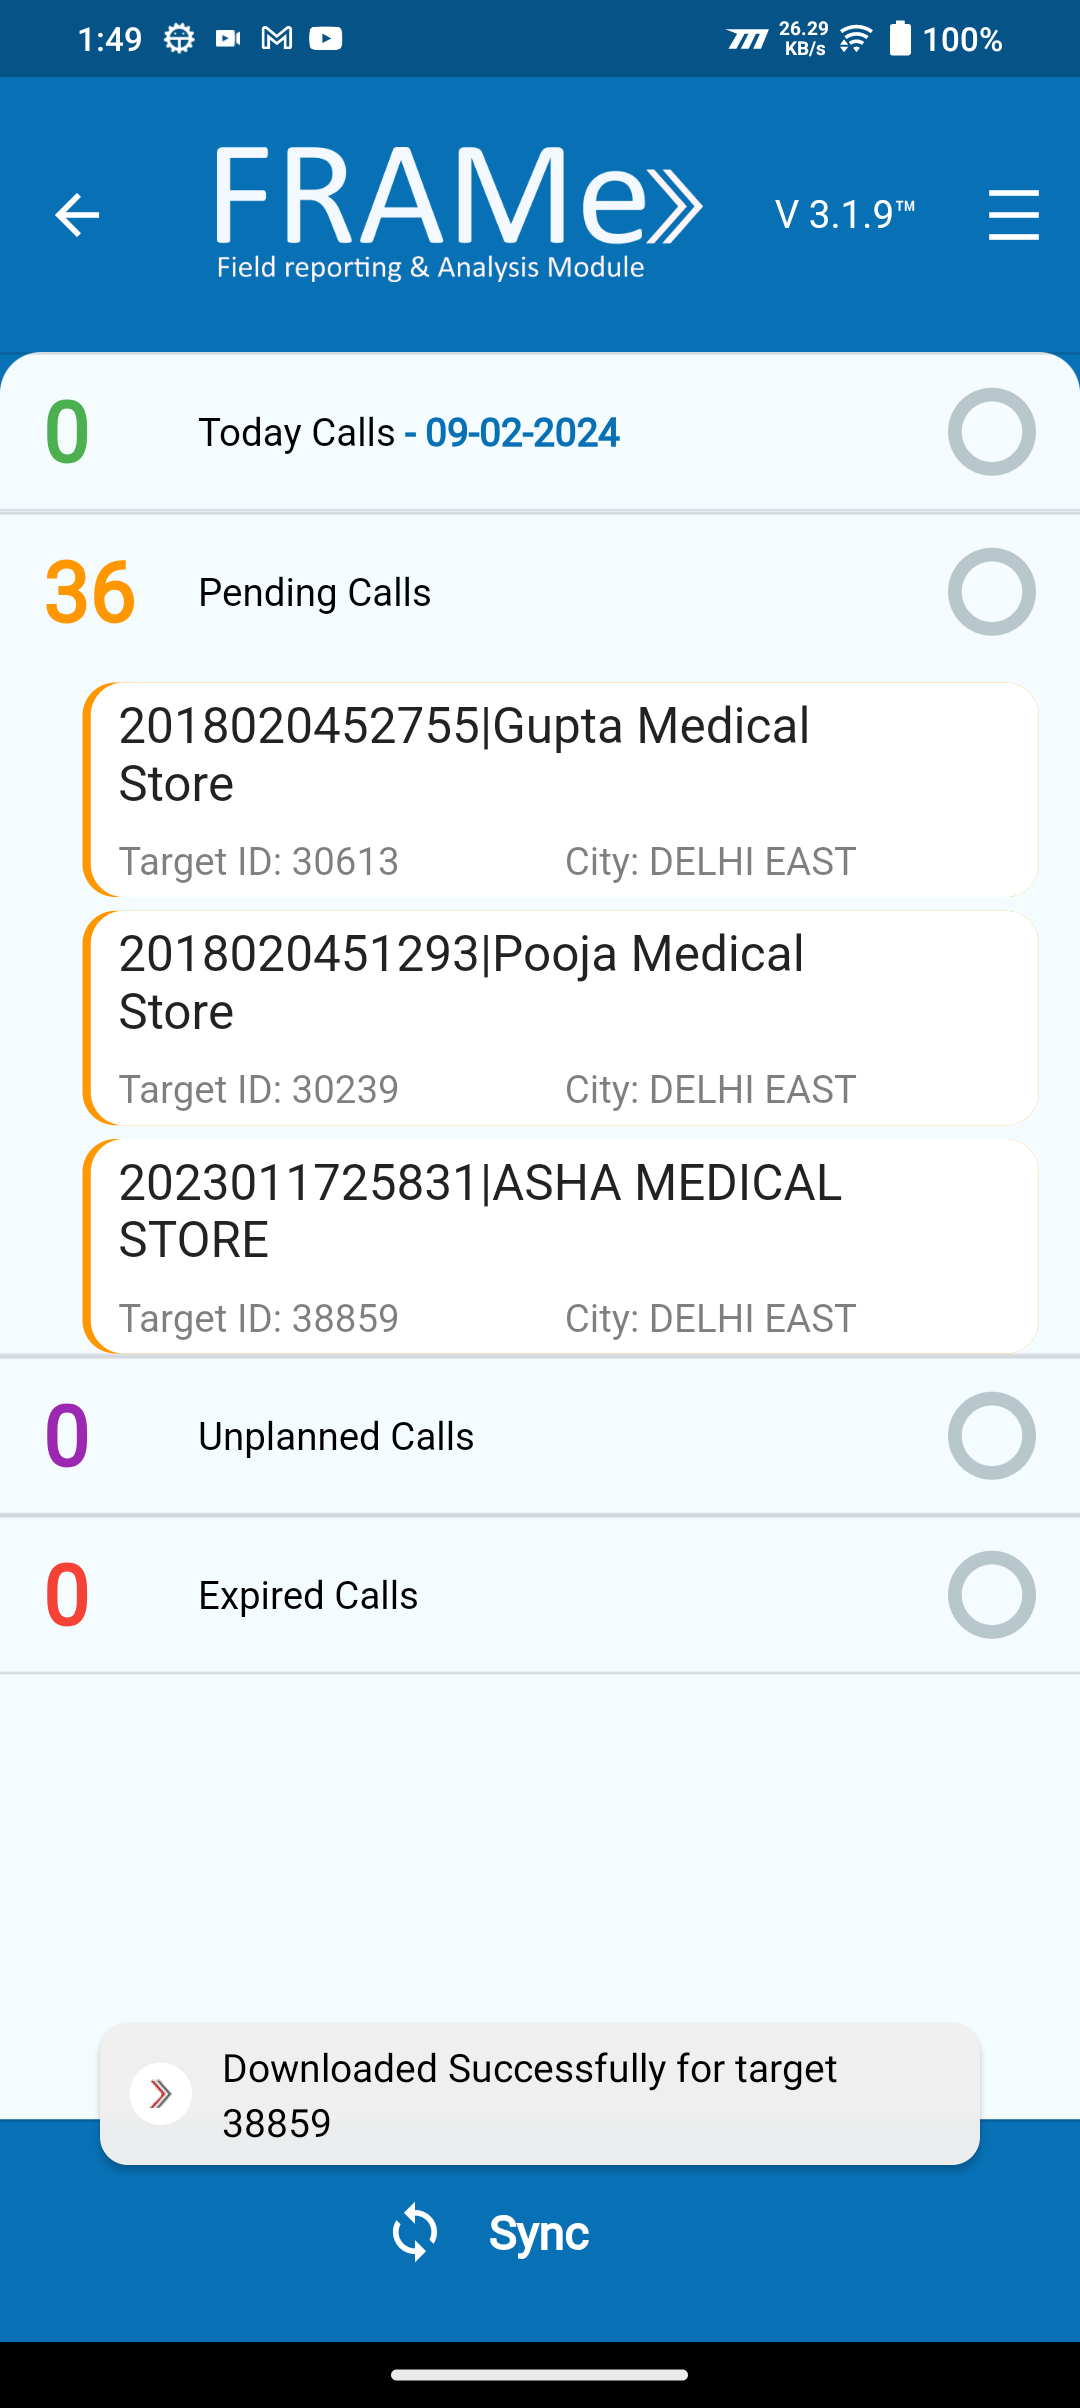 1:49
26.29
KB/s
100%
FRAMe
V 3.1.9™
Field reporting & Analysis Module
0 Today Calls - 09-02-2024
36 Pending Calls
2018020452755|Gupta Medical
Store
Target ID: 30613 City: DELHI EAST
2018020451293|Pooja Medical
Store
Target ID: 30239 City: DELHI EAST
2023011725831|ASHA MEDICAL
STORE
Target ID: 38859 City: DELHI EAST
0 Unplanned Calls
0 Expired Calls
Downloaded Successfully for target
38859
Sync